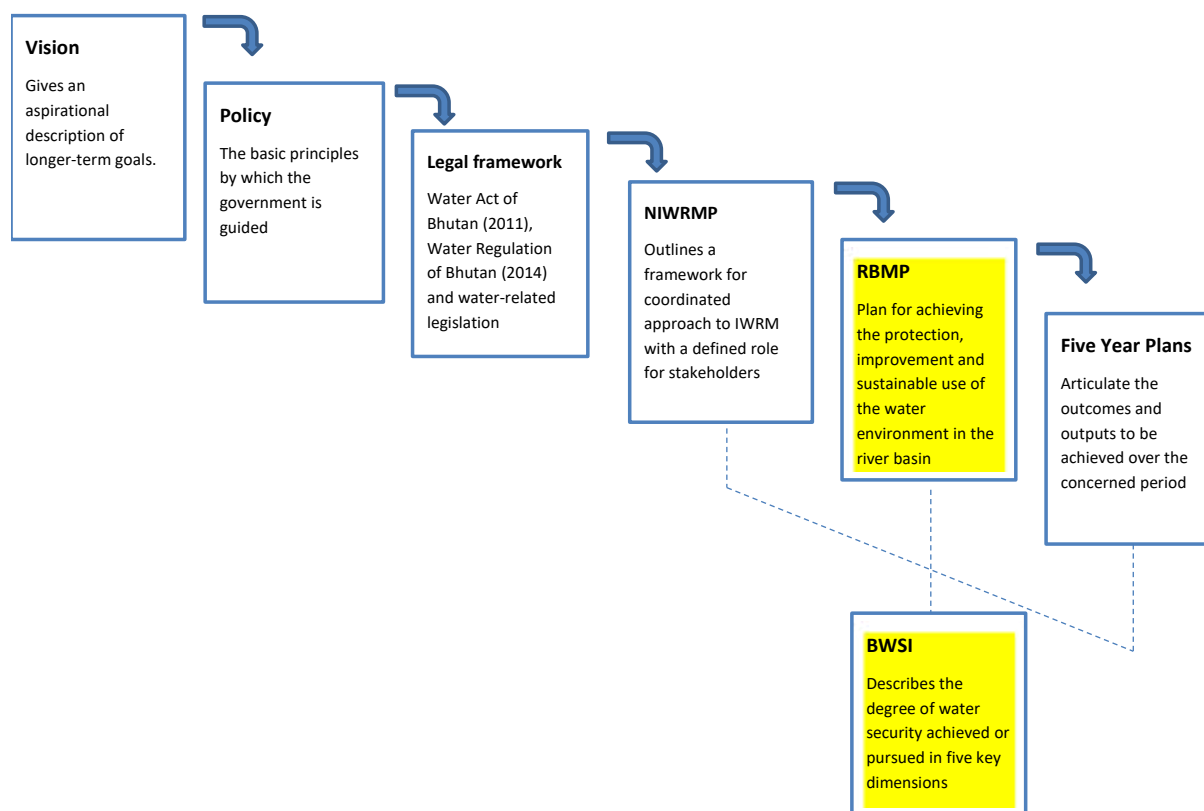 Vision
Gives an
aspirational
description of
longer-term goals.
Policy
The basic principles
by which the
government is
guided
Legal framework
Water Act of
Bhutan (2011),
Water Regulation
of Bhutan (2014)
and water-related
legislation
NIWRMP
Outlines a
framework for
coordinated
approach to IWRM
with a defined role
for stakeholders
RBMP
Plan for achieving
the protection,
improvement and
sustainable use of
the water
environment in the
river basin
Five Year Plans
Articulate the
outcomes and
outputs to be
achieved over the
concerned period
BWSI
Describes the
degree of water
security achieved or
pursued in five key
dimensions